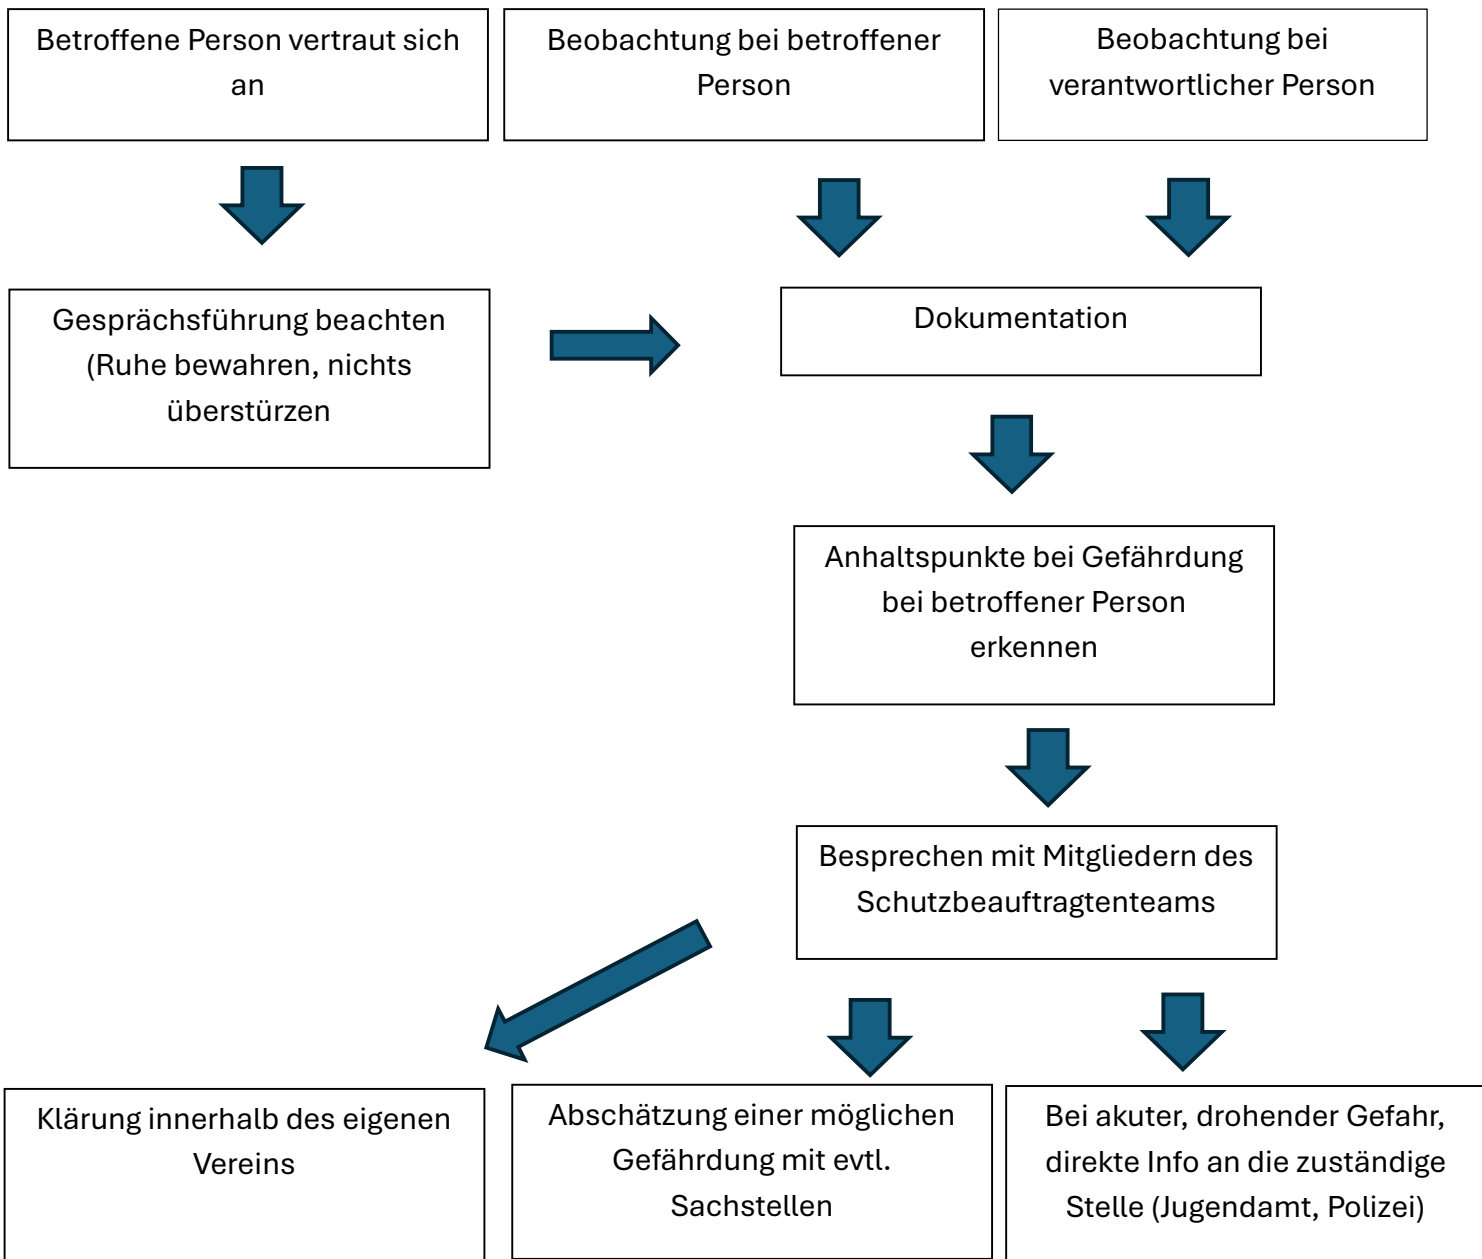 Betroffene Person vertraut sich
an
Beobachtung bei betroffener
Person
Beobachtung bei
verantwortlicher Person
Gesprächsführung beachten
(Ruhe bewahren, nichts
überstürzen
Dokumentation
Anhaltspunkte bei Gefährdung
bei betroffener Person
erkennen
Besprechen mit Mitgliedern des
Schutzbeauftragtenteams
Klärung innerhalb des eigenen
Vereins
Abschätzung einer möglichen
Gefährdung mit evtl.
Sachstellen
Bei akuter, drohender Gefahr,
direkte Info an die zuständige
Stelle (Jugendamt, Polizei)